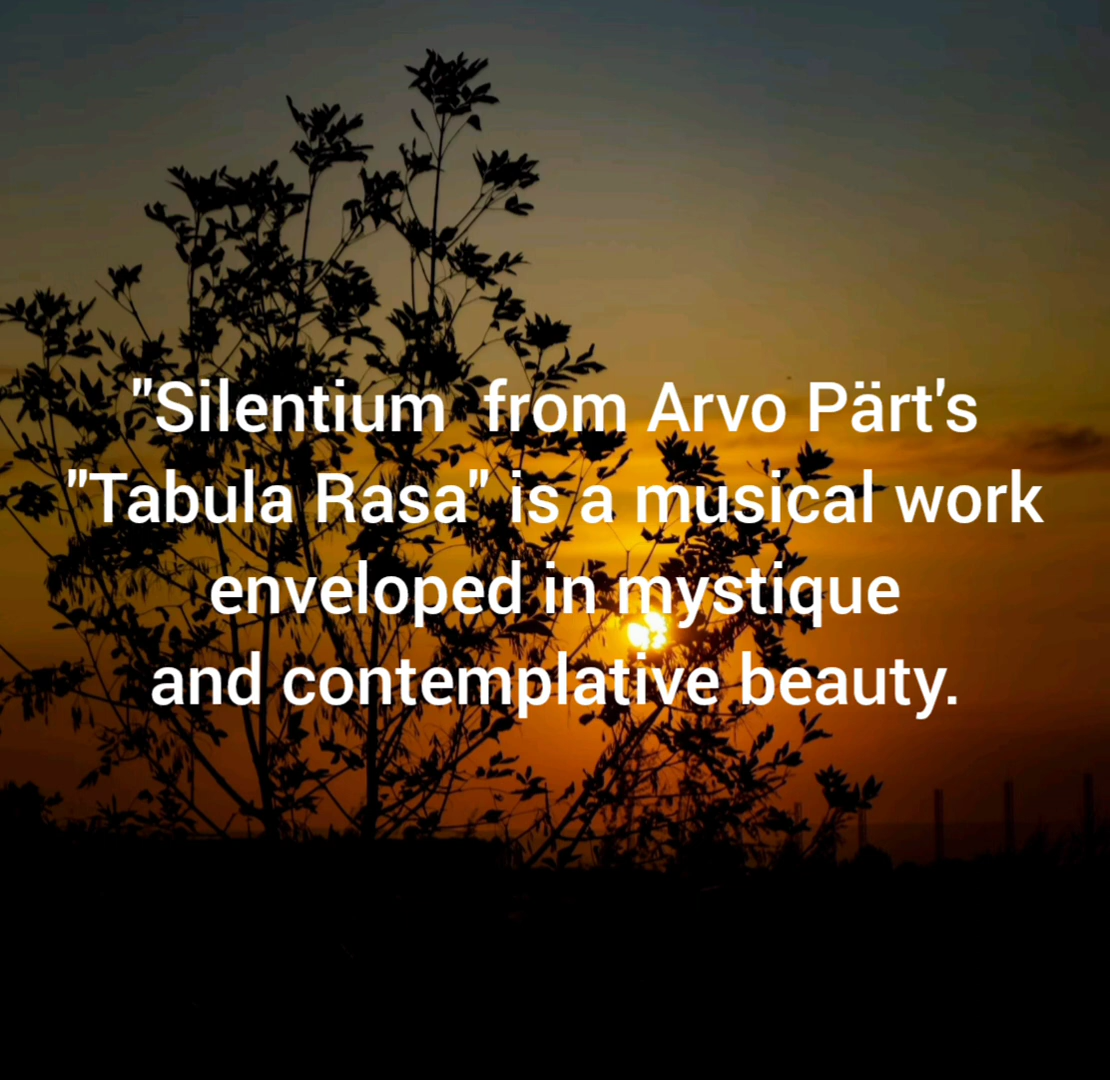 "Silentium  from Arvo Pärt's
"Tabula Rasa" is a musical work
enveloped in mystique
and contemplative beauty.